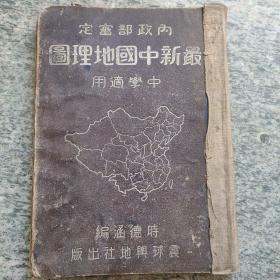 內政部審定
最新中國地理圖
中學適用
時德涵編
寰球輿地社出版